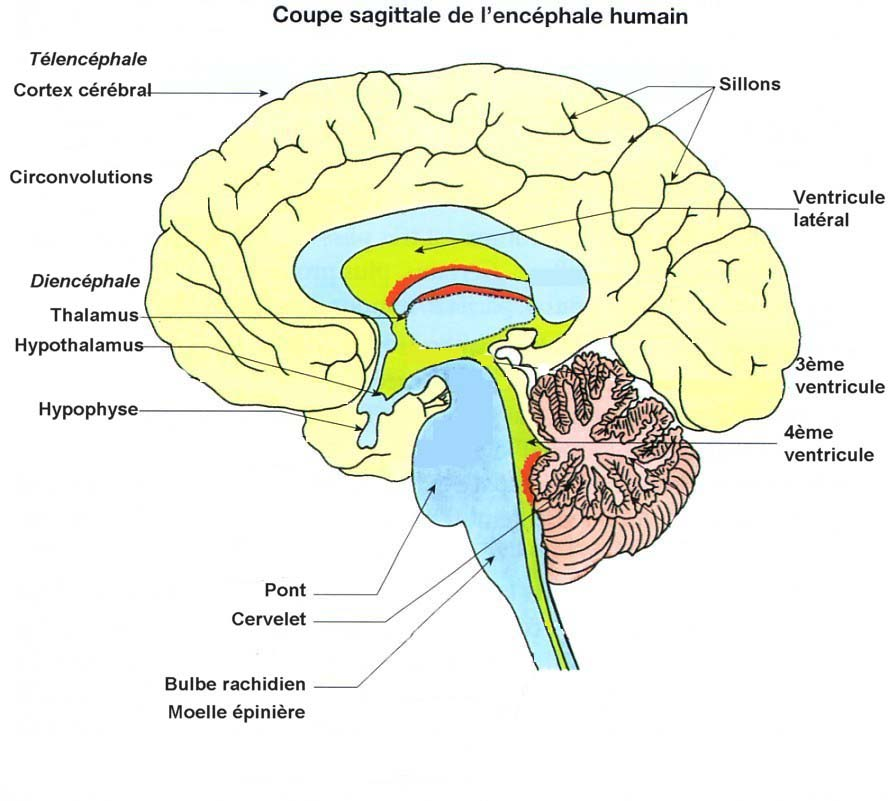 Coupe sagittale de l'encéphale humain
Télencéphale
Cortex cérébral
Sillons
Circonvolutions
Ventricule
latéral
Diencéphale
Thalamus
Hypothalamus
3ème
ventricule
Hypophyse
4ème
ventricule
Pont
Cervelet
Bulbe rachidien
Moelle épinière